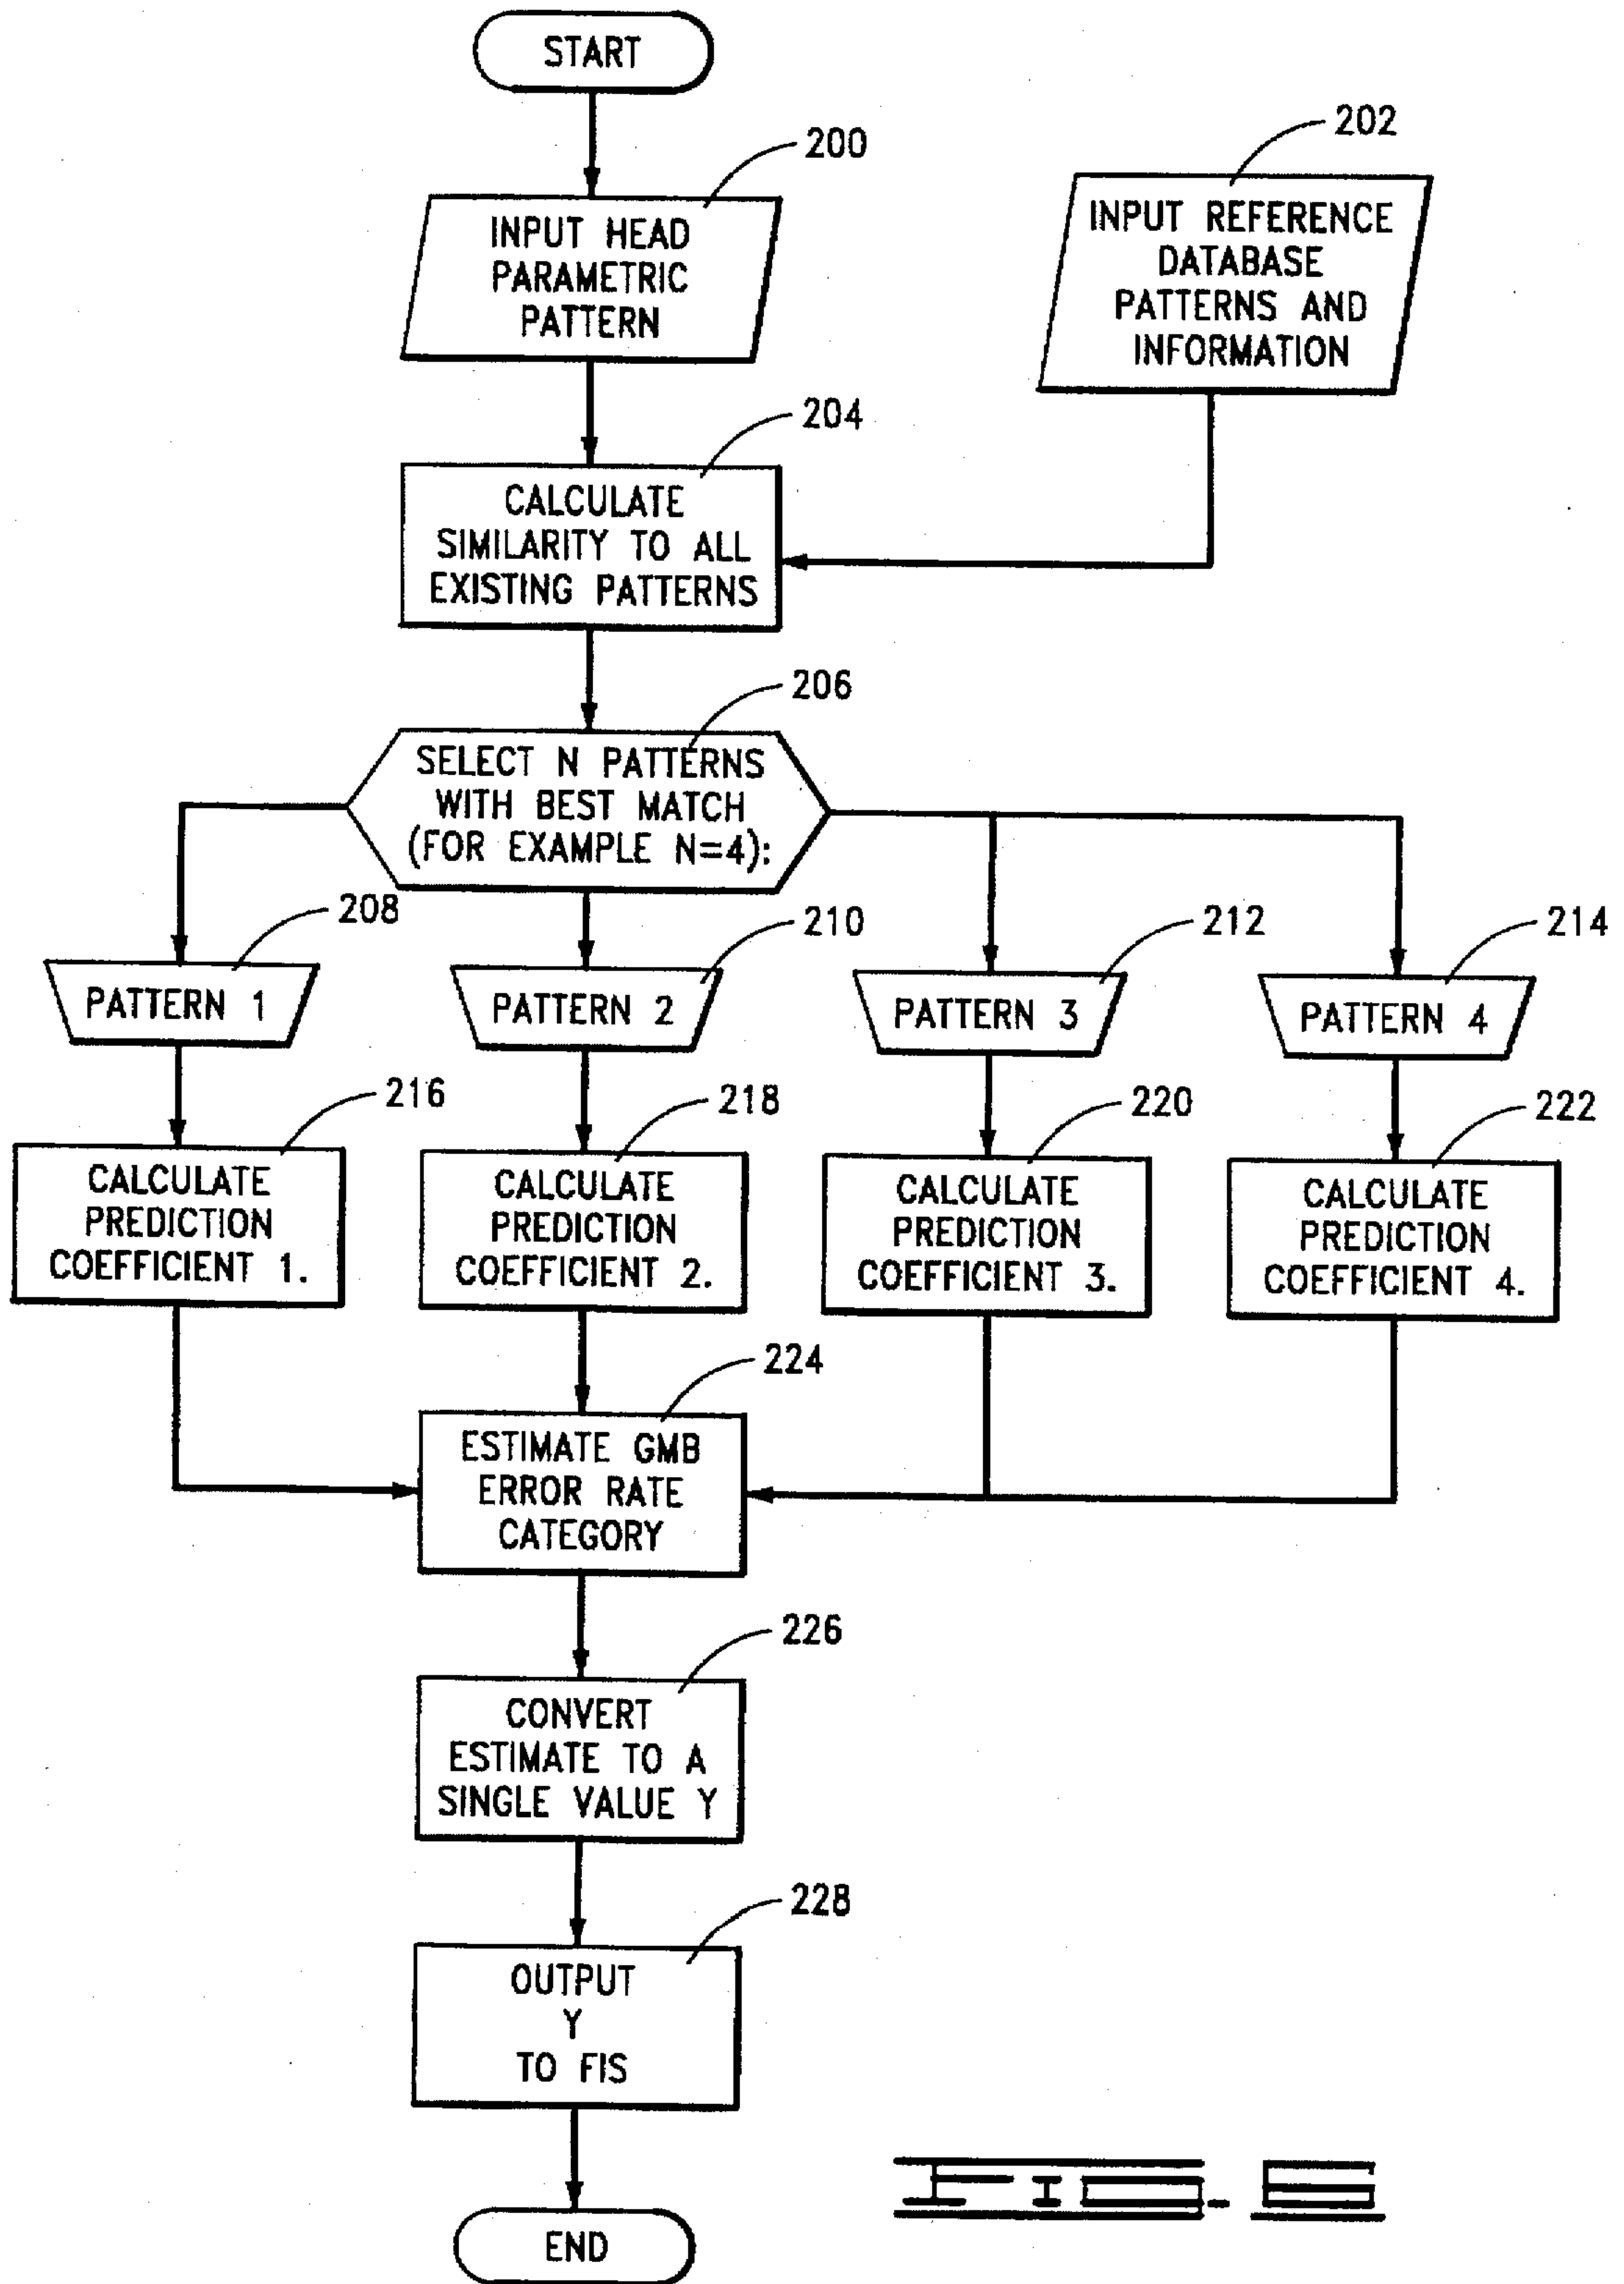 START
200
INPUT HEAD
PARAMETRIC
PATTERN
202
INPUT REFERENCE
DATABASE
PATTERNS AND
INFORMATION
204
CALCULATE
SIMILARITY TO ALL
EXISTING PATTERNS
206
SELECT N PATTERNS
WITH BEST MATCH
(FOR EXAMPLE N=4):
208
PATTERN 1
210
PATTERN 2
212
PATTERN 3
214
PATTERN 4
216
CALCULATE
PREDICTION
COEFFICIENT 1.
218
CALCULATE
PREDICTION
COEFFICIENT 2.
220
CALCULATE
PREDICTION
COEFFICIENT 3.
222
CALCULATE
PREDICTION
COEFFICIENT 4.
224
ESTIMATE GMB
ERROR RATE
CATEGORY
226
CONVERT
ESTIMATE TO A
SINGLE VALUE Y
228
OUTPUT
Y
TO FIS
END